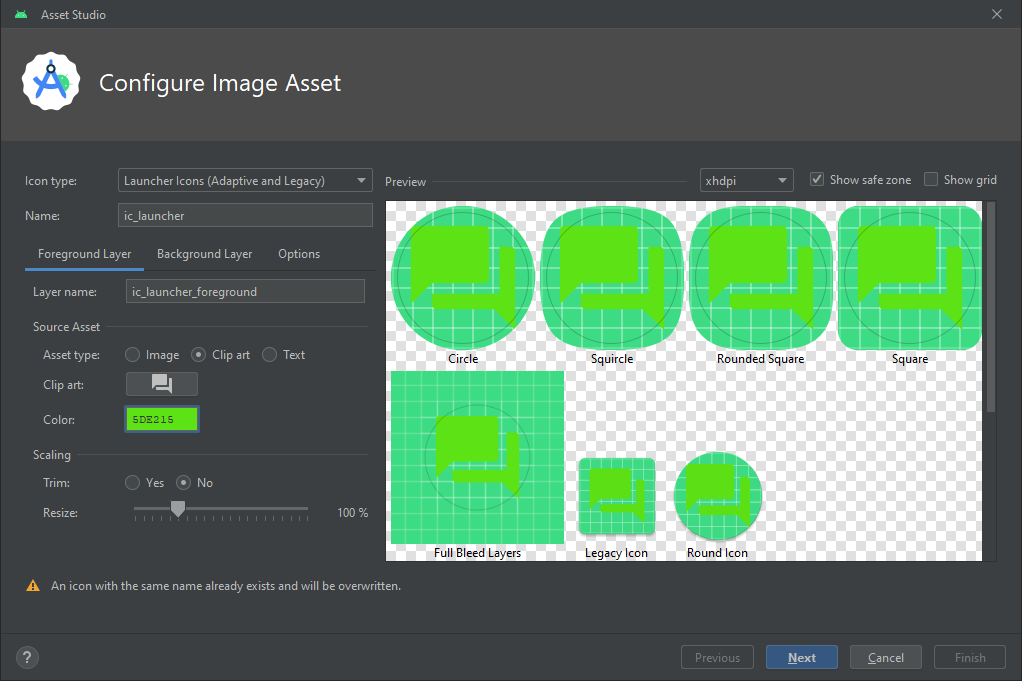 Asset Studio
Configure Image Asset
Icon type: Launcher Icons (Adaptive and Legacy)
Name: ic_launcher
Foreground Layer Background Layer Options
Layer name: ic_launcher_foreground
Source Asset
Asset type: Image Clip art Text
Clip art:
Color: 5DE215
Scaling
Trim: Yes No
Resize: 100 %
Preview xhdpi Show safe zone Show grid
Circle Squircle Rounded Square Square
Full Bleed Layers Legacy Icon Round Icon
An icon with the same name already exists and will be overwritten.
? Previous Next Cancel Finish